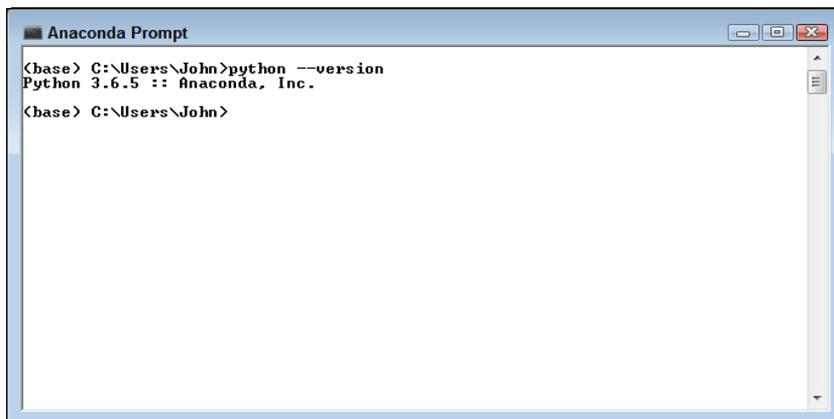 Anaconda Prompt
(base) C:\Users\John>python --version
Python 3.6.5 :: Anaconda, Inc.
(base) C:\Users\John>